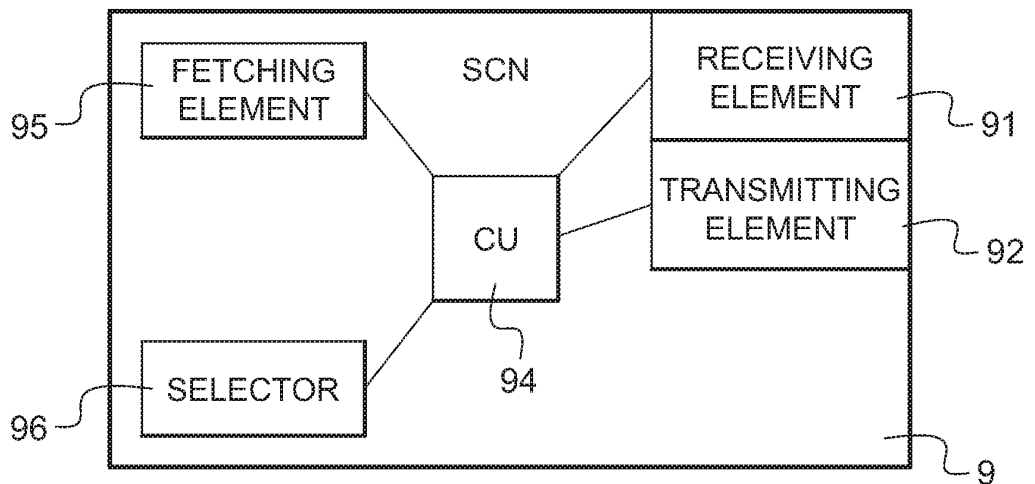 FETCHING
ELEMENT
95
SCN
RECEIVING
ELEMENT
91
TRANSMITTING
ELEMENT
92
CU
94
SELECTOR
96
9